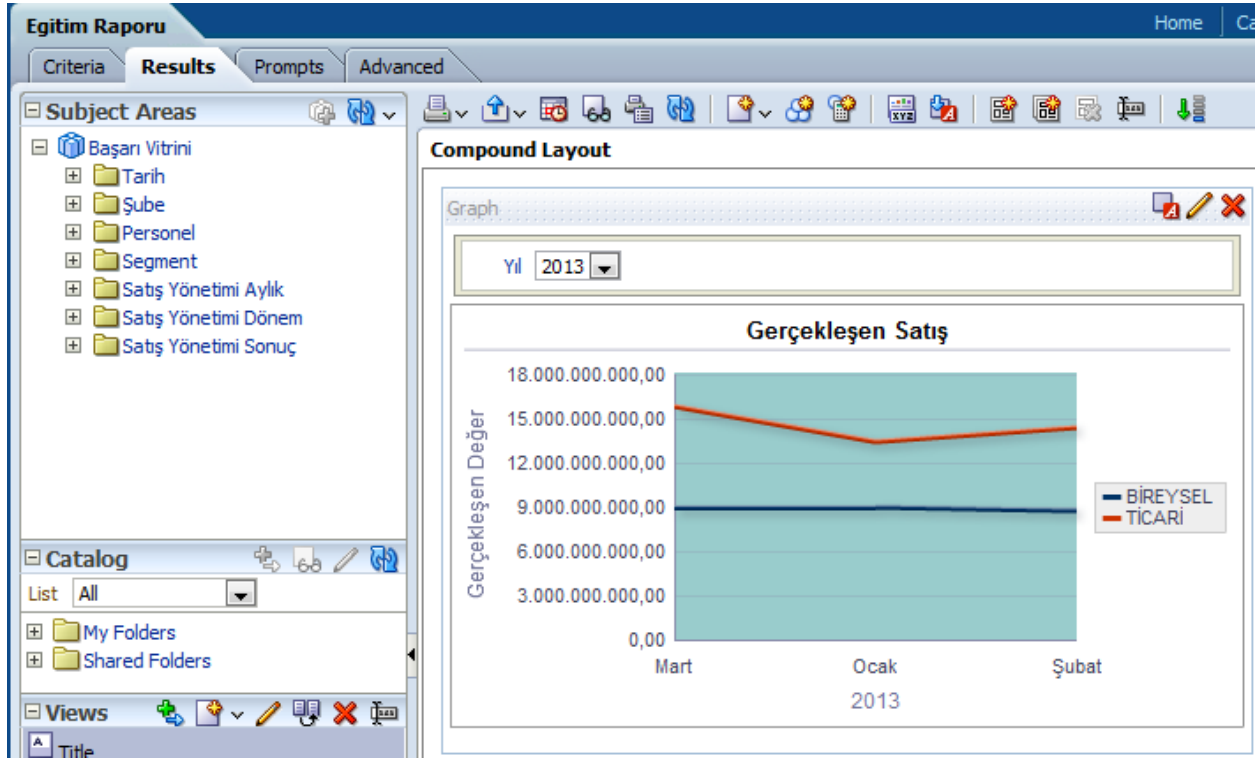 Egitim Raporu
Home
Criteria Results Prompts Advanced
Subject Areas
Başarı Vitrini
Tarih
Şube
Personel
Segment
Satış Yönetimi Aylık
Satış Yönetimi Dönem
Satış Yönetimi Sonuç
Catalog
List All
My Folders
Shared Folders
Views
Title
Compound Layout
Graph
Yıl 2013
Gerçekleşen Satış
Gerçekleşen Değer
18.000.000.000,00
15.000.000.000,00
12.000.000.000,00
9.000.000.000,00
6.000.000.000,00
3.000.000.000,00
0,00
Mart Ocak Şubat
2013
BİREYSEL
TİCARİ